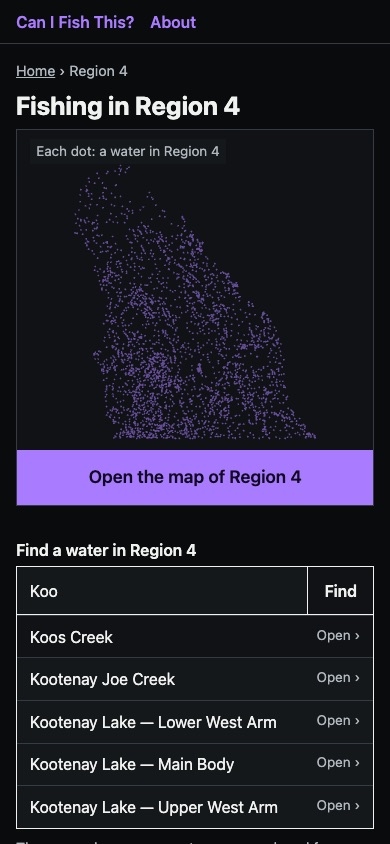 Can I Fish This? About
Home › Region 4
Fishing in Region 4
Each dot: a water in Region 4
Open the map of Region 4
Find a water in Region 4
Koo Find
Koos Creek Open ›
Kootenay Joe Creek Open ›
Kootenay Lake — Lower West Arm Open ›
Kootenay Lake — Main Body Open ›
Kootenay Lake — Upper West Arm Open ›